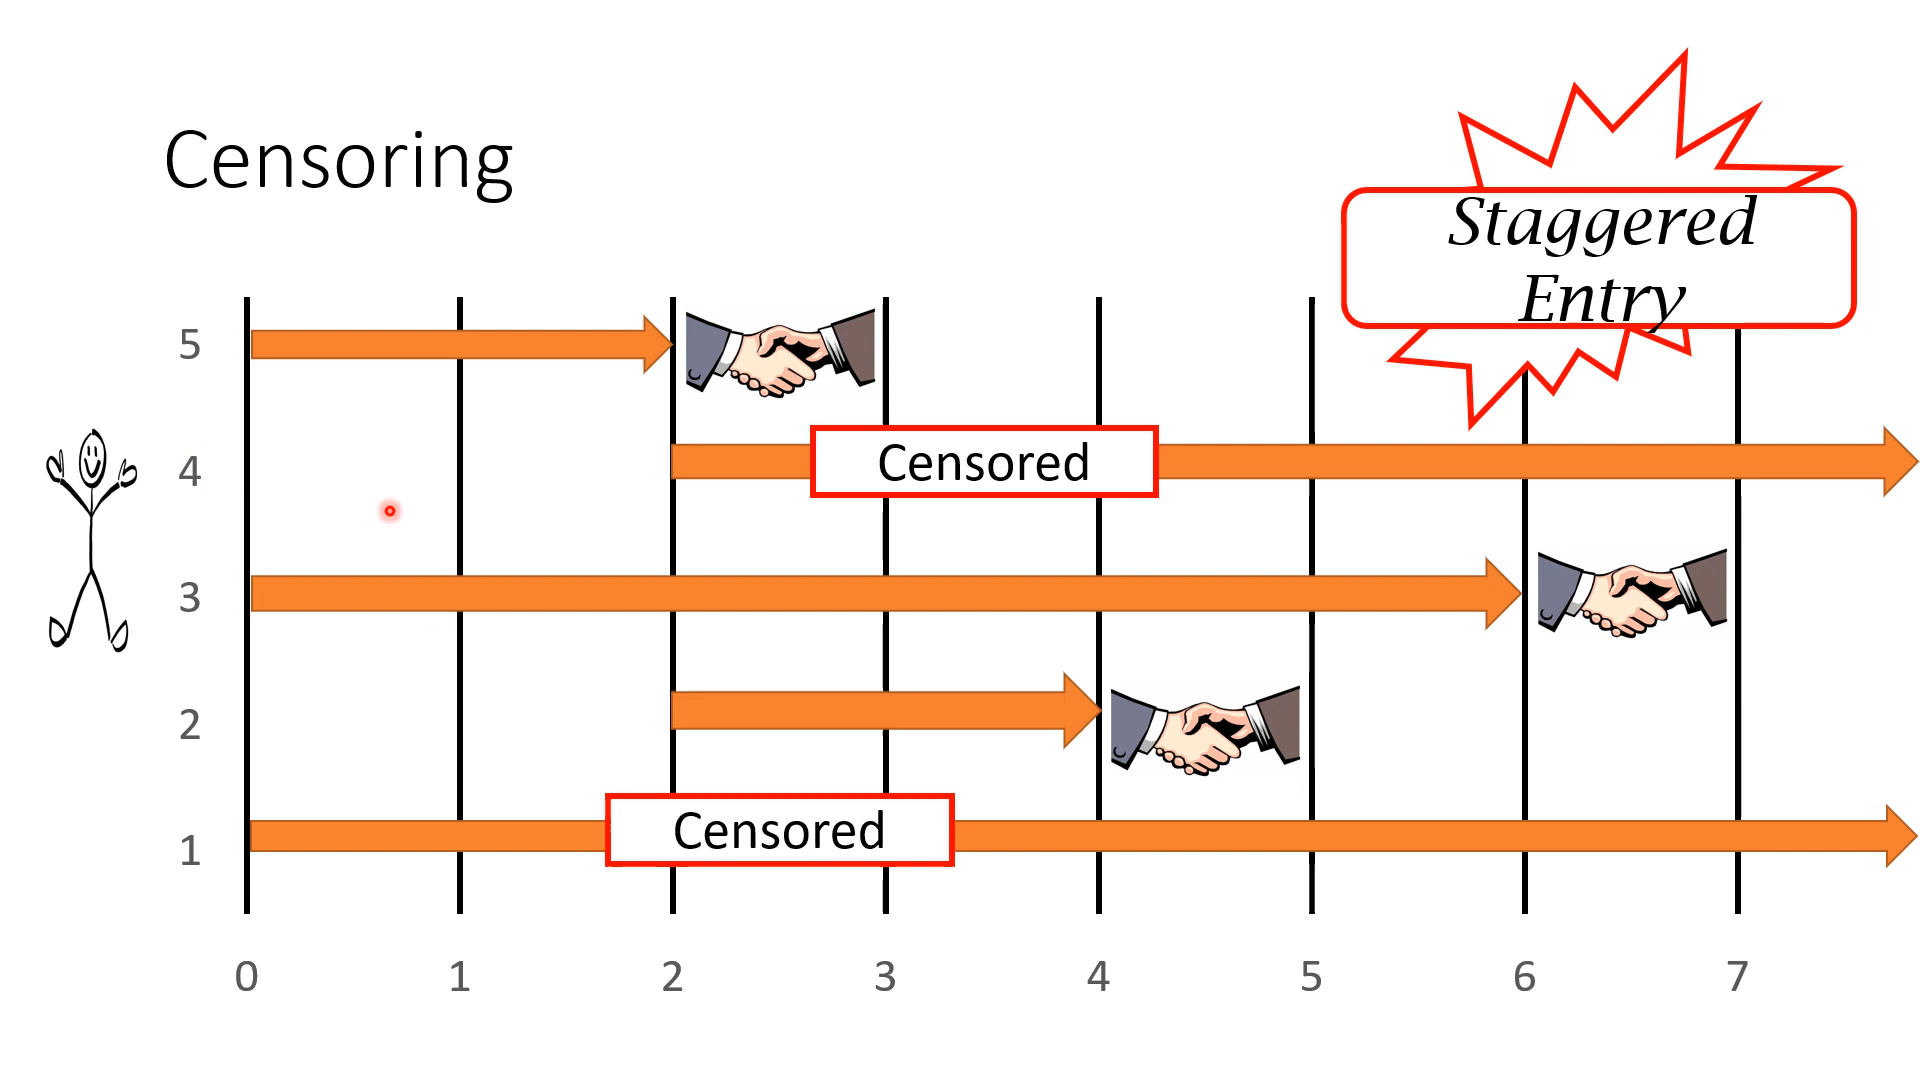 Censoring
Staggered
Entry
5
4
Censored
3
2
1
Censored
0 1 2 3 4 5 6 7